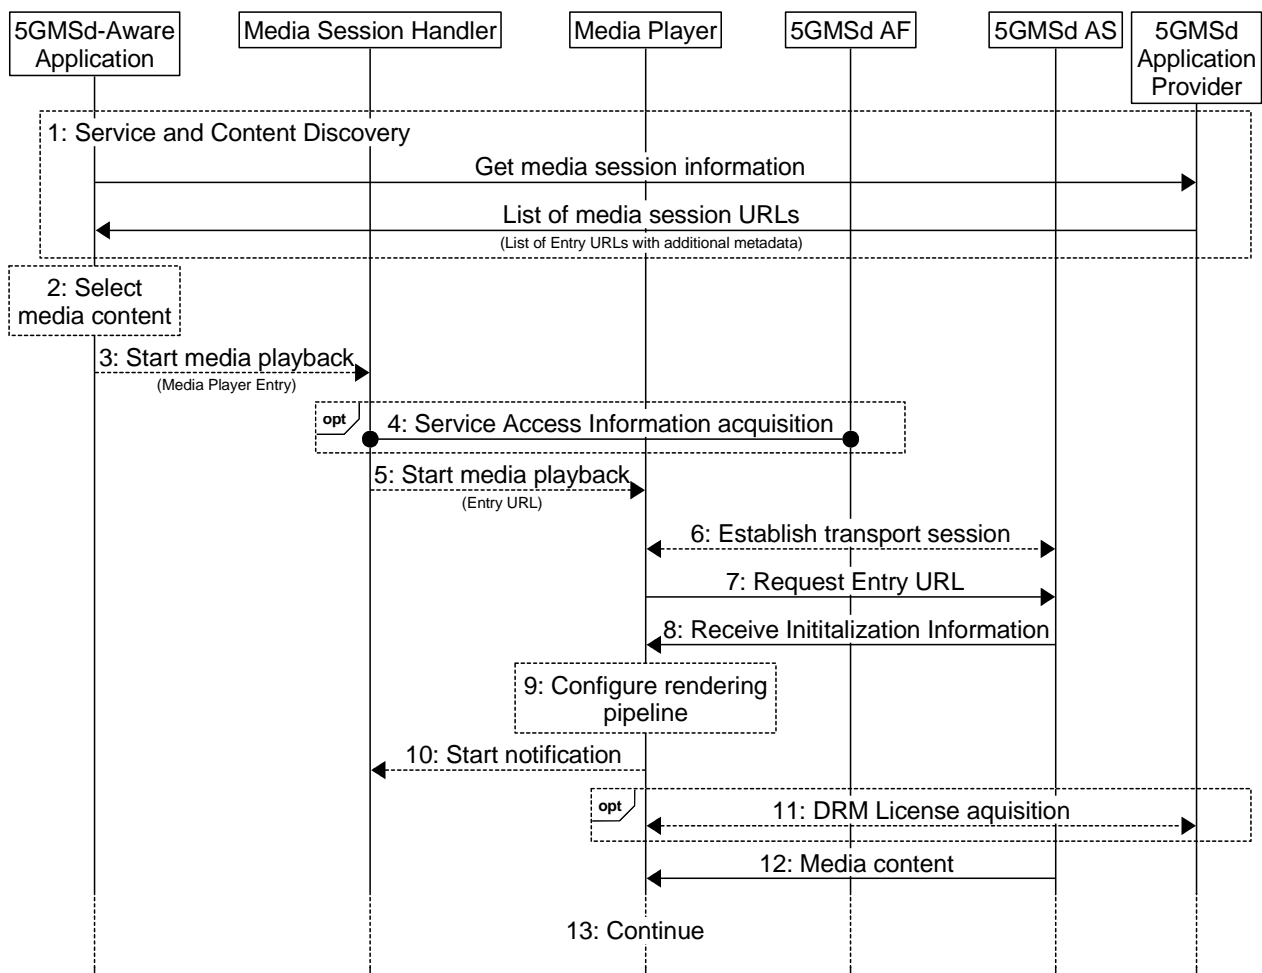 5GMSd-Aware
Application
Media Session Handler
Media Player
5GMSd AF
5GMSd AS
5GMSd
Application
Provider
1: Service and Content Discovery
Get media session information
List of media session URLs
(List of Entry URLs with additional metadata)
2: Select
media content
3: Start media playback
(Media Player Entry)
opt
4: Service Access Information acquisition
5: Start media playback
(Entry URL)
6: Establish transport session
7: Request Entry URL
8: Receive Inititalization Information
9: Configure rendering
pipeline
10: Start notification
opt
11: DRM License aquisition
12: Media content
13: Continue